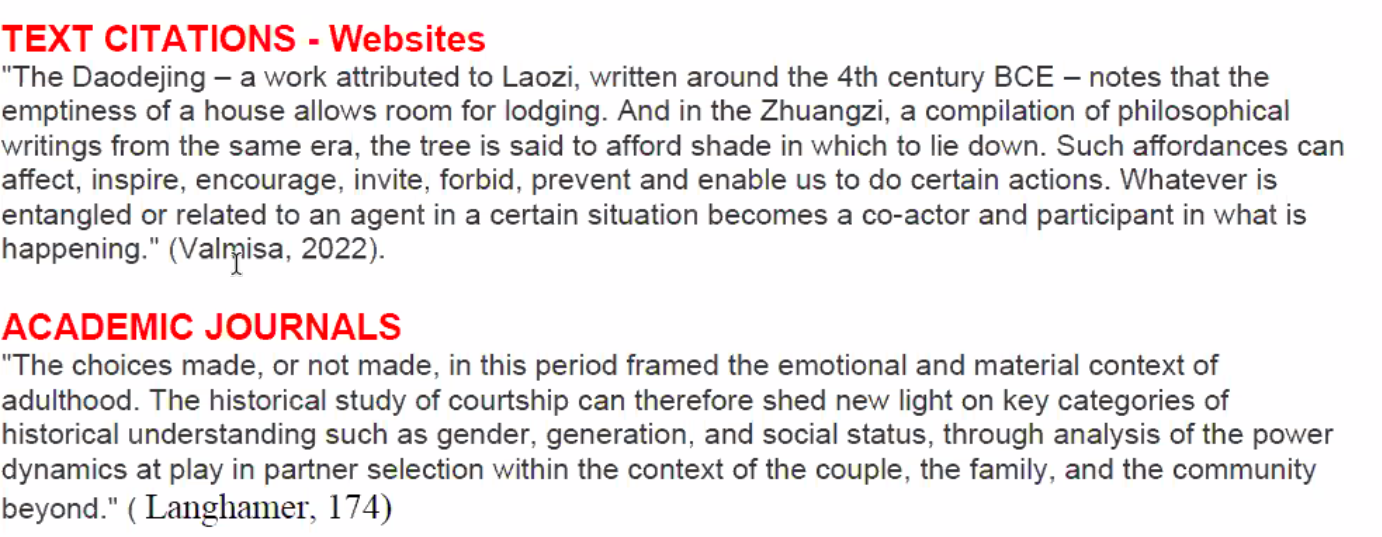 TEXT CITATIONS - Websites
"The Daodejing – a work attributed to Laozi, written around the 4th century BCE – notes that the
emptiness of a house allows room for lodging. And in the Zhuangzi, a compilation of philosophical
writings from the same era, the tree is said to afford shade in which to lie down. Such affordances can
affect, inspire, encourage, invite, forbid, prevent and enable us to do certain actions. Whatever is
entangled or related to an agent in a certain situation becomes a co-actor and participant in what is
happening." (Valmisa, 2022).
ACADEMIC JOURNALS
"The choices made, or not made, in this period framed the emotional and material context of
adulthood. The historical study of courtship can therefore shed new light on key categories of
historical understanding such as gender, generation, and social status, through analysis of the power
dynamics at play in partner selection within the context of the couple, the family, and the community
beyond." ( Langhamer, 174)